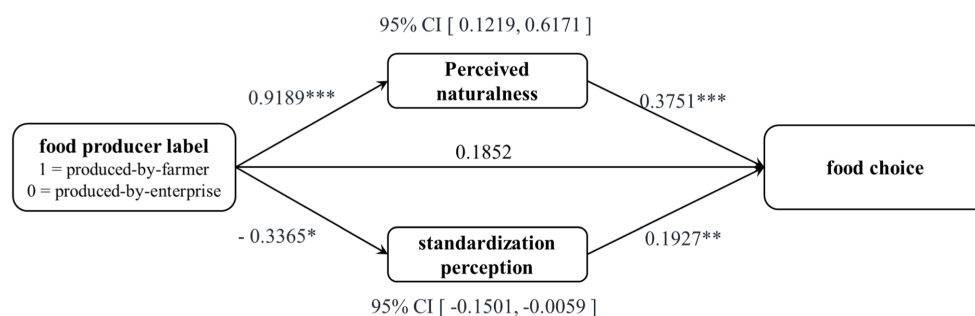 95% CI [ 0.1219, 0.6171 ]
Perceived
naturalness
0.9189***
0.3751***
food producer label
1 = produced-by-farmer
0 = produced-by-enterprise
0.1852
food choice
- 0.3365*
standardization
perception
0.1927**
95% CI [ -0.1501, -0.0059 ]